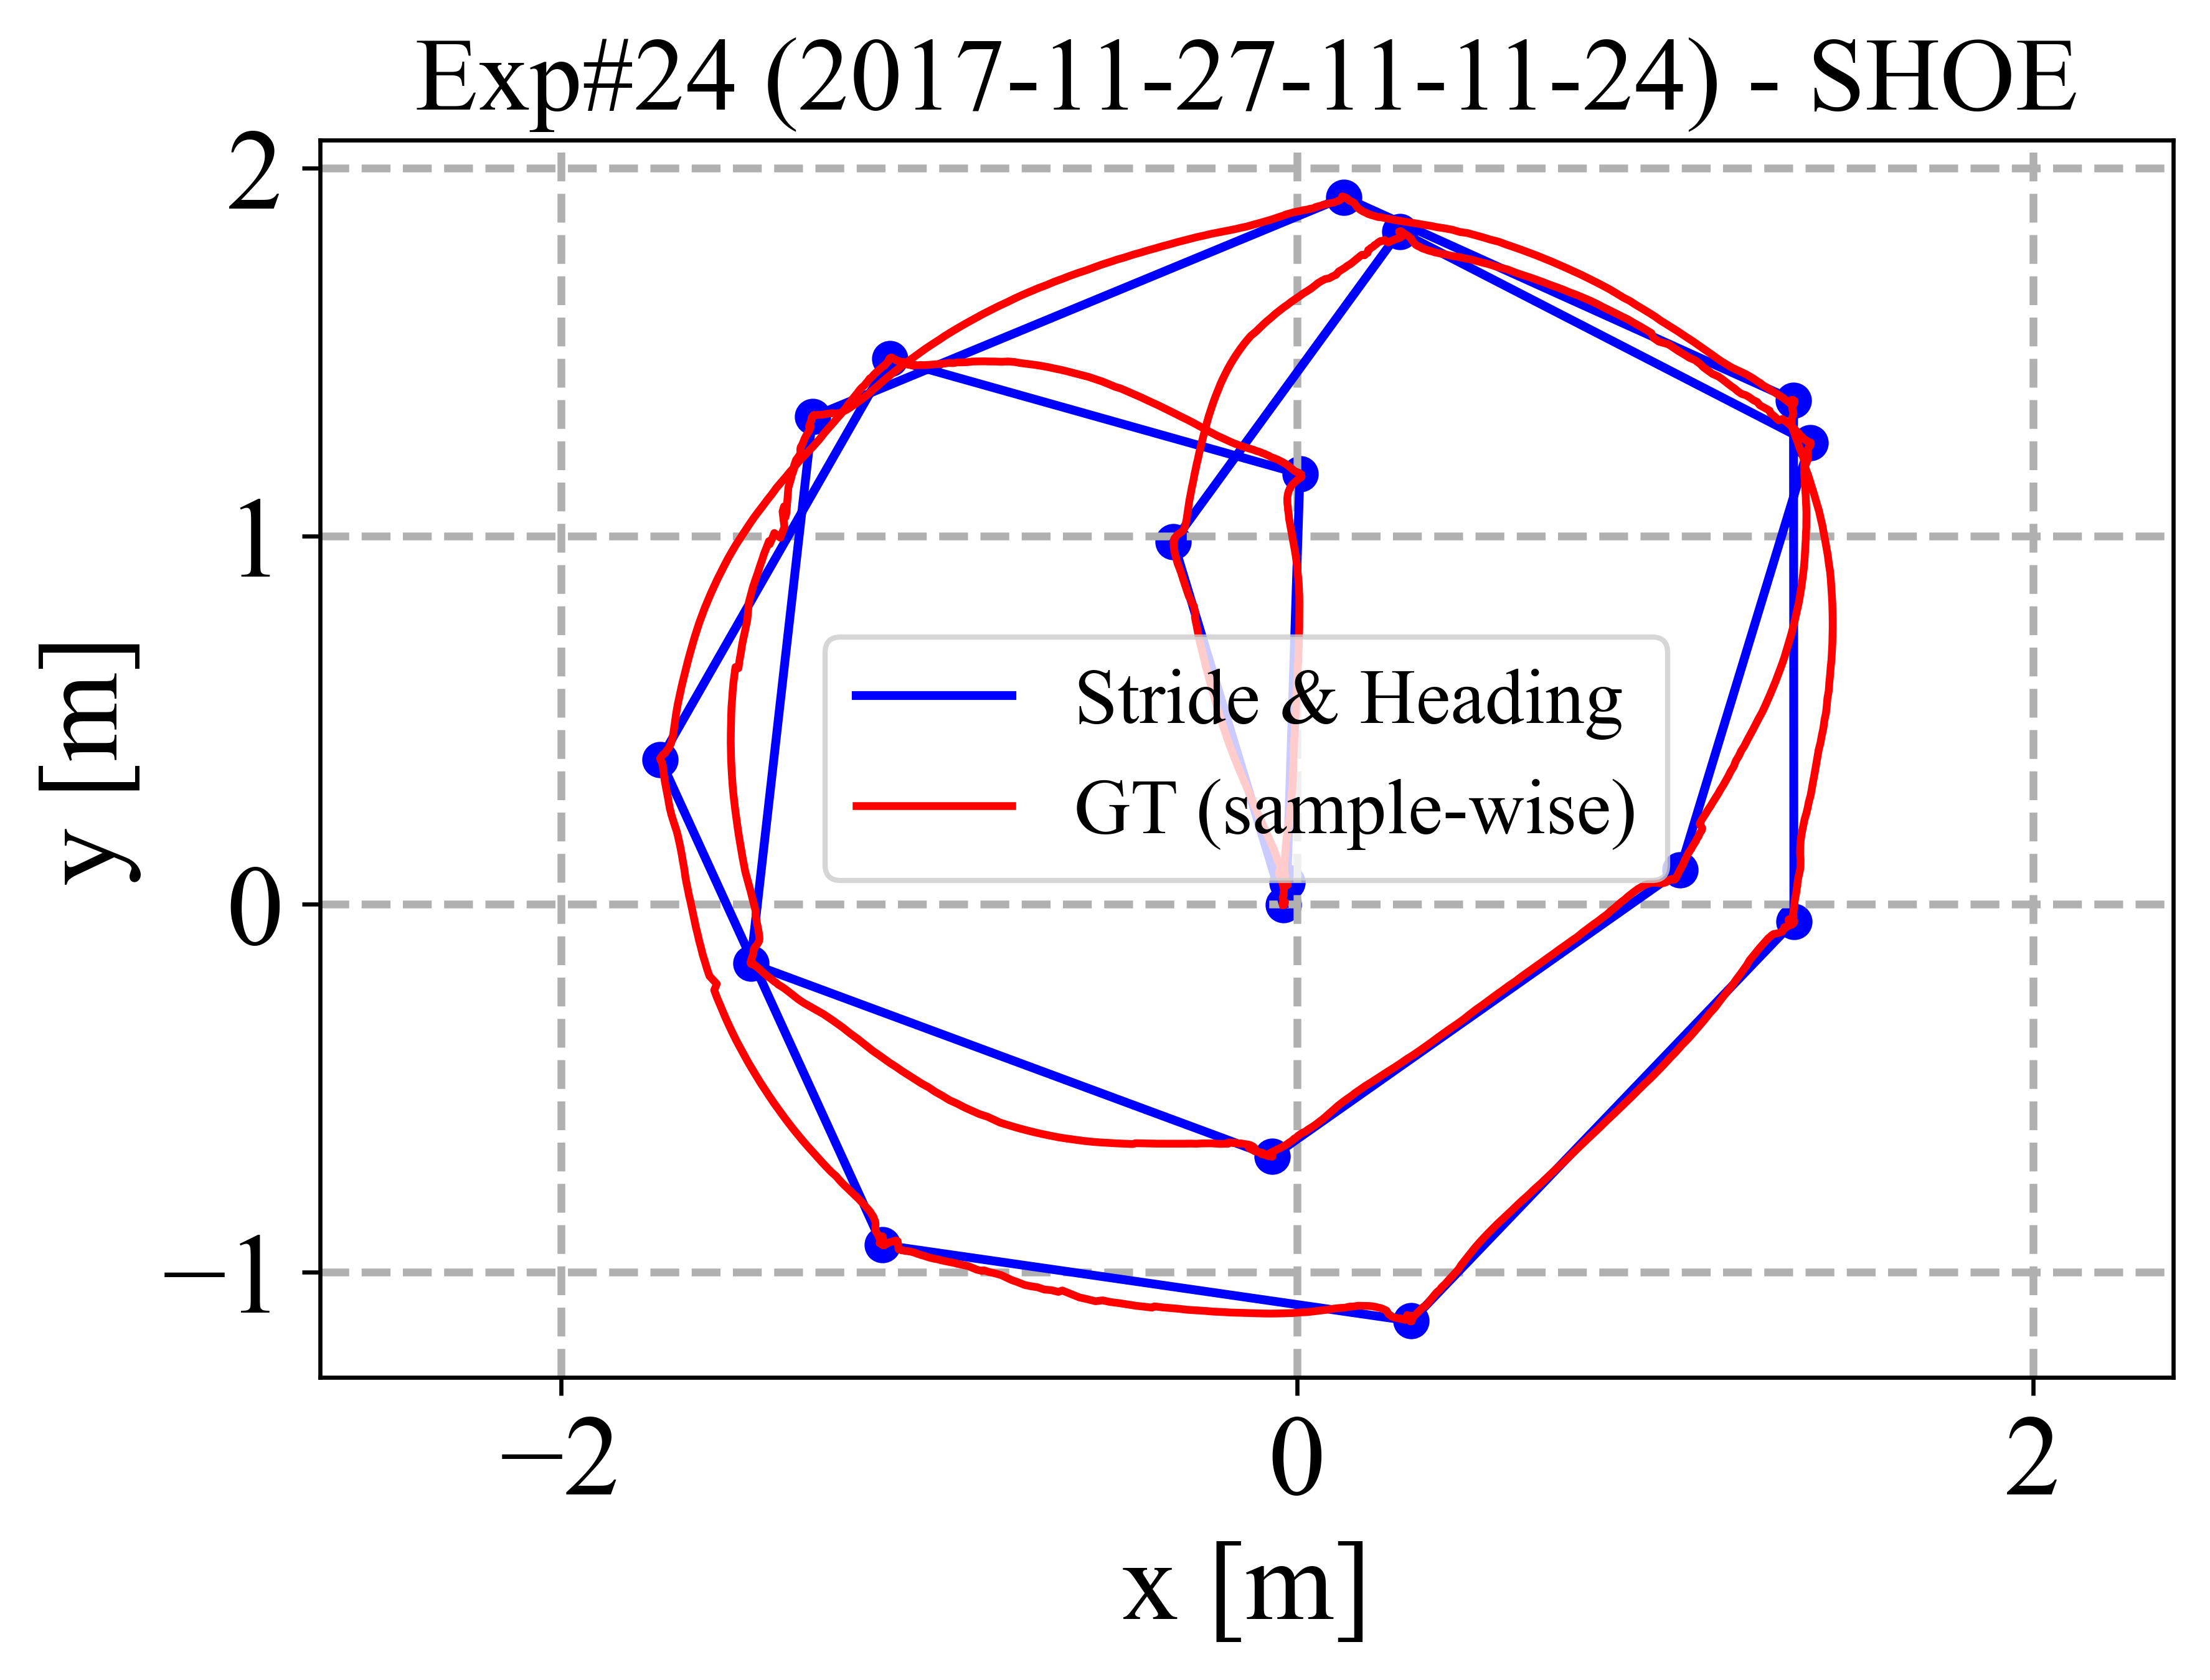 Exp#24 (2017-11-27-11-11-24) - SHOE
2
1
0
−1
y [m]
Stride & Heading
GT (sample-wise)
−2
0
2
x [m]